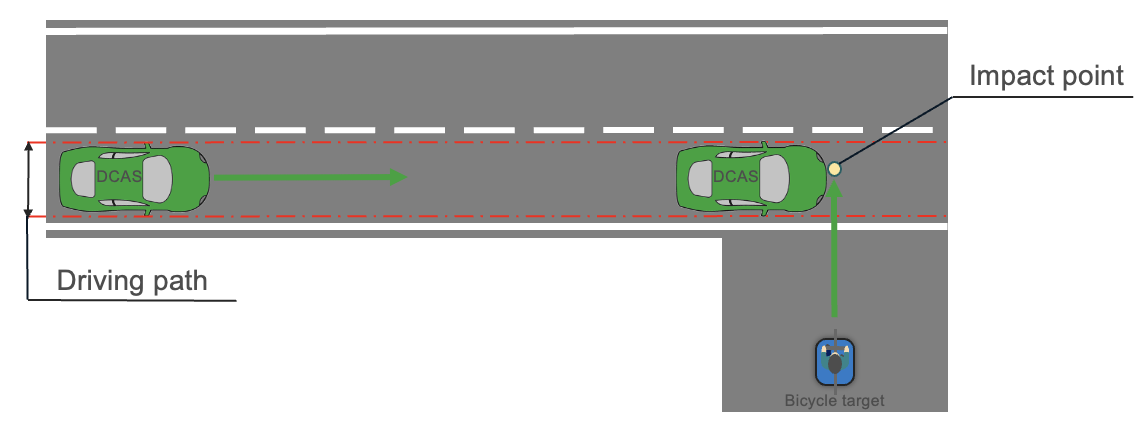 Impact point
DCAS
DCAS
Driving path
Bicycle target